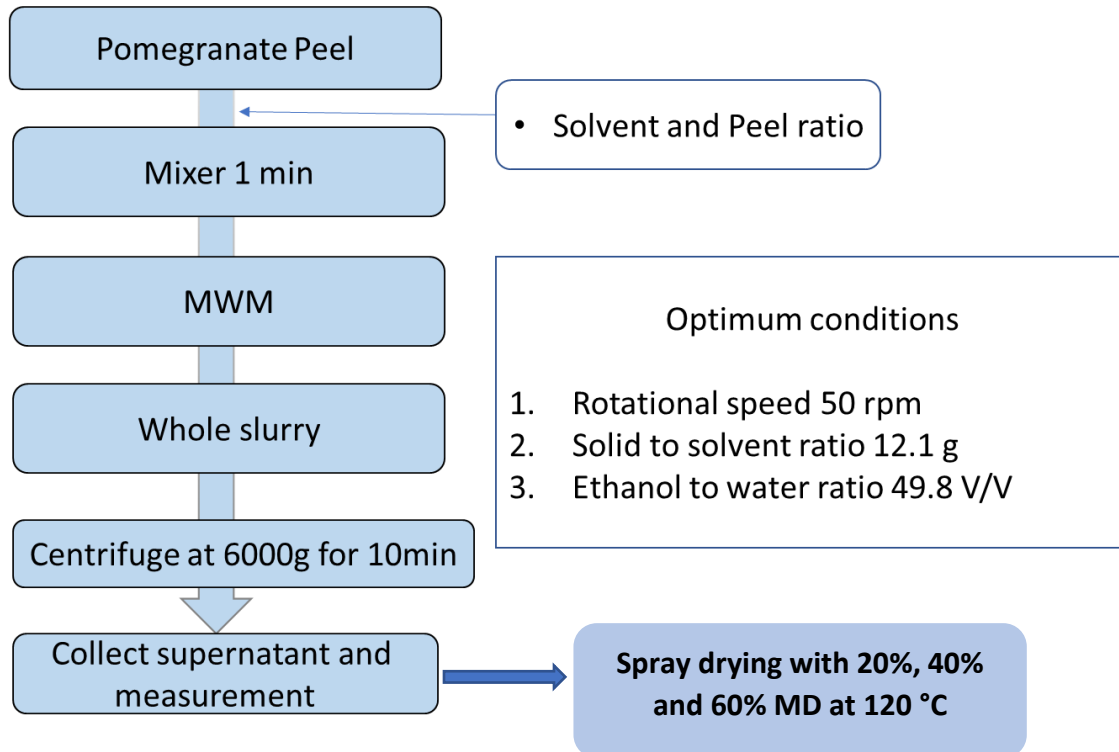 Pomegranate Peel
• Solvent and Peel ratio
Mixer 1 min
MWM
Whole slurry
Centrifuge at 6000g for 10min
Collect supernatant and
measurement
Optimum conditions
1. Rotational speed 50 rpm
2. Solid to solvent ratio 12.1 g
3. Ethanol to water ratio 49.8 V/V
Spray drying with 20%, 40%
and 60% MD at 120 °C